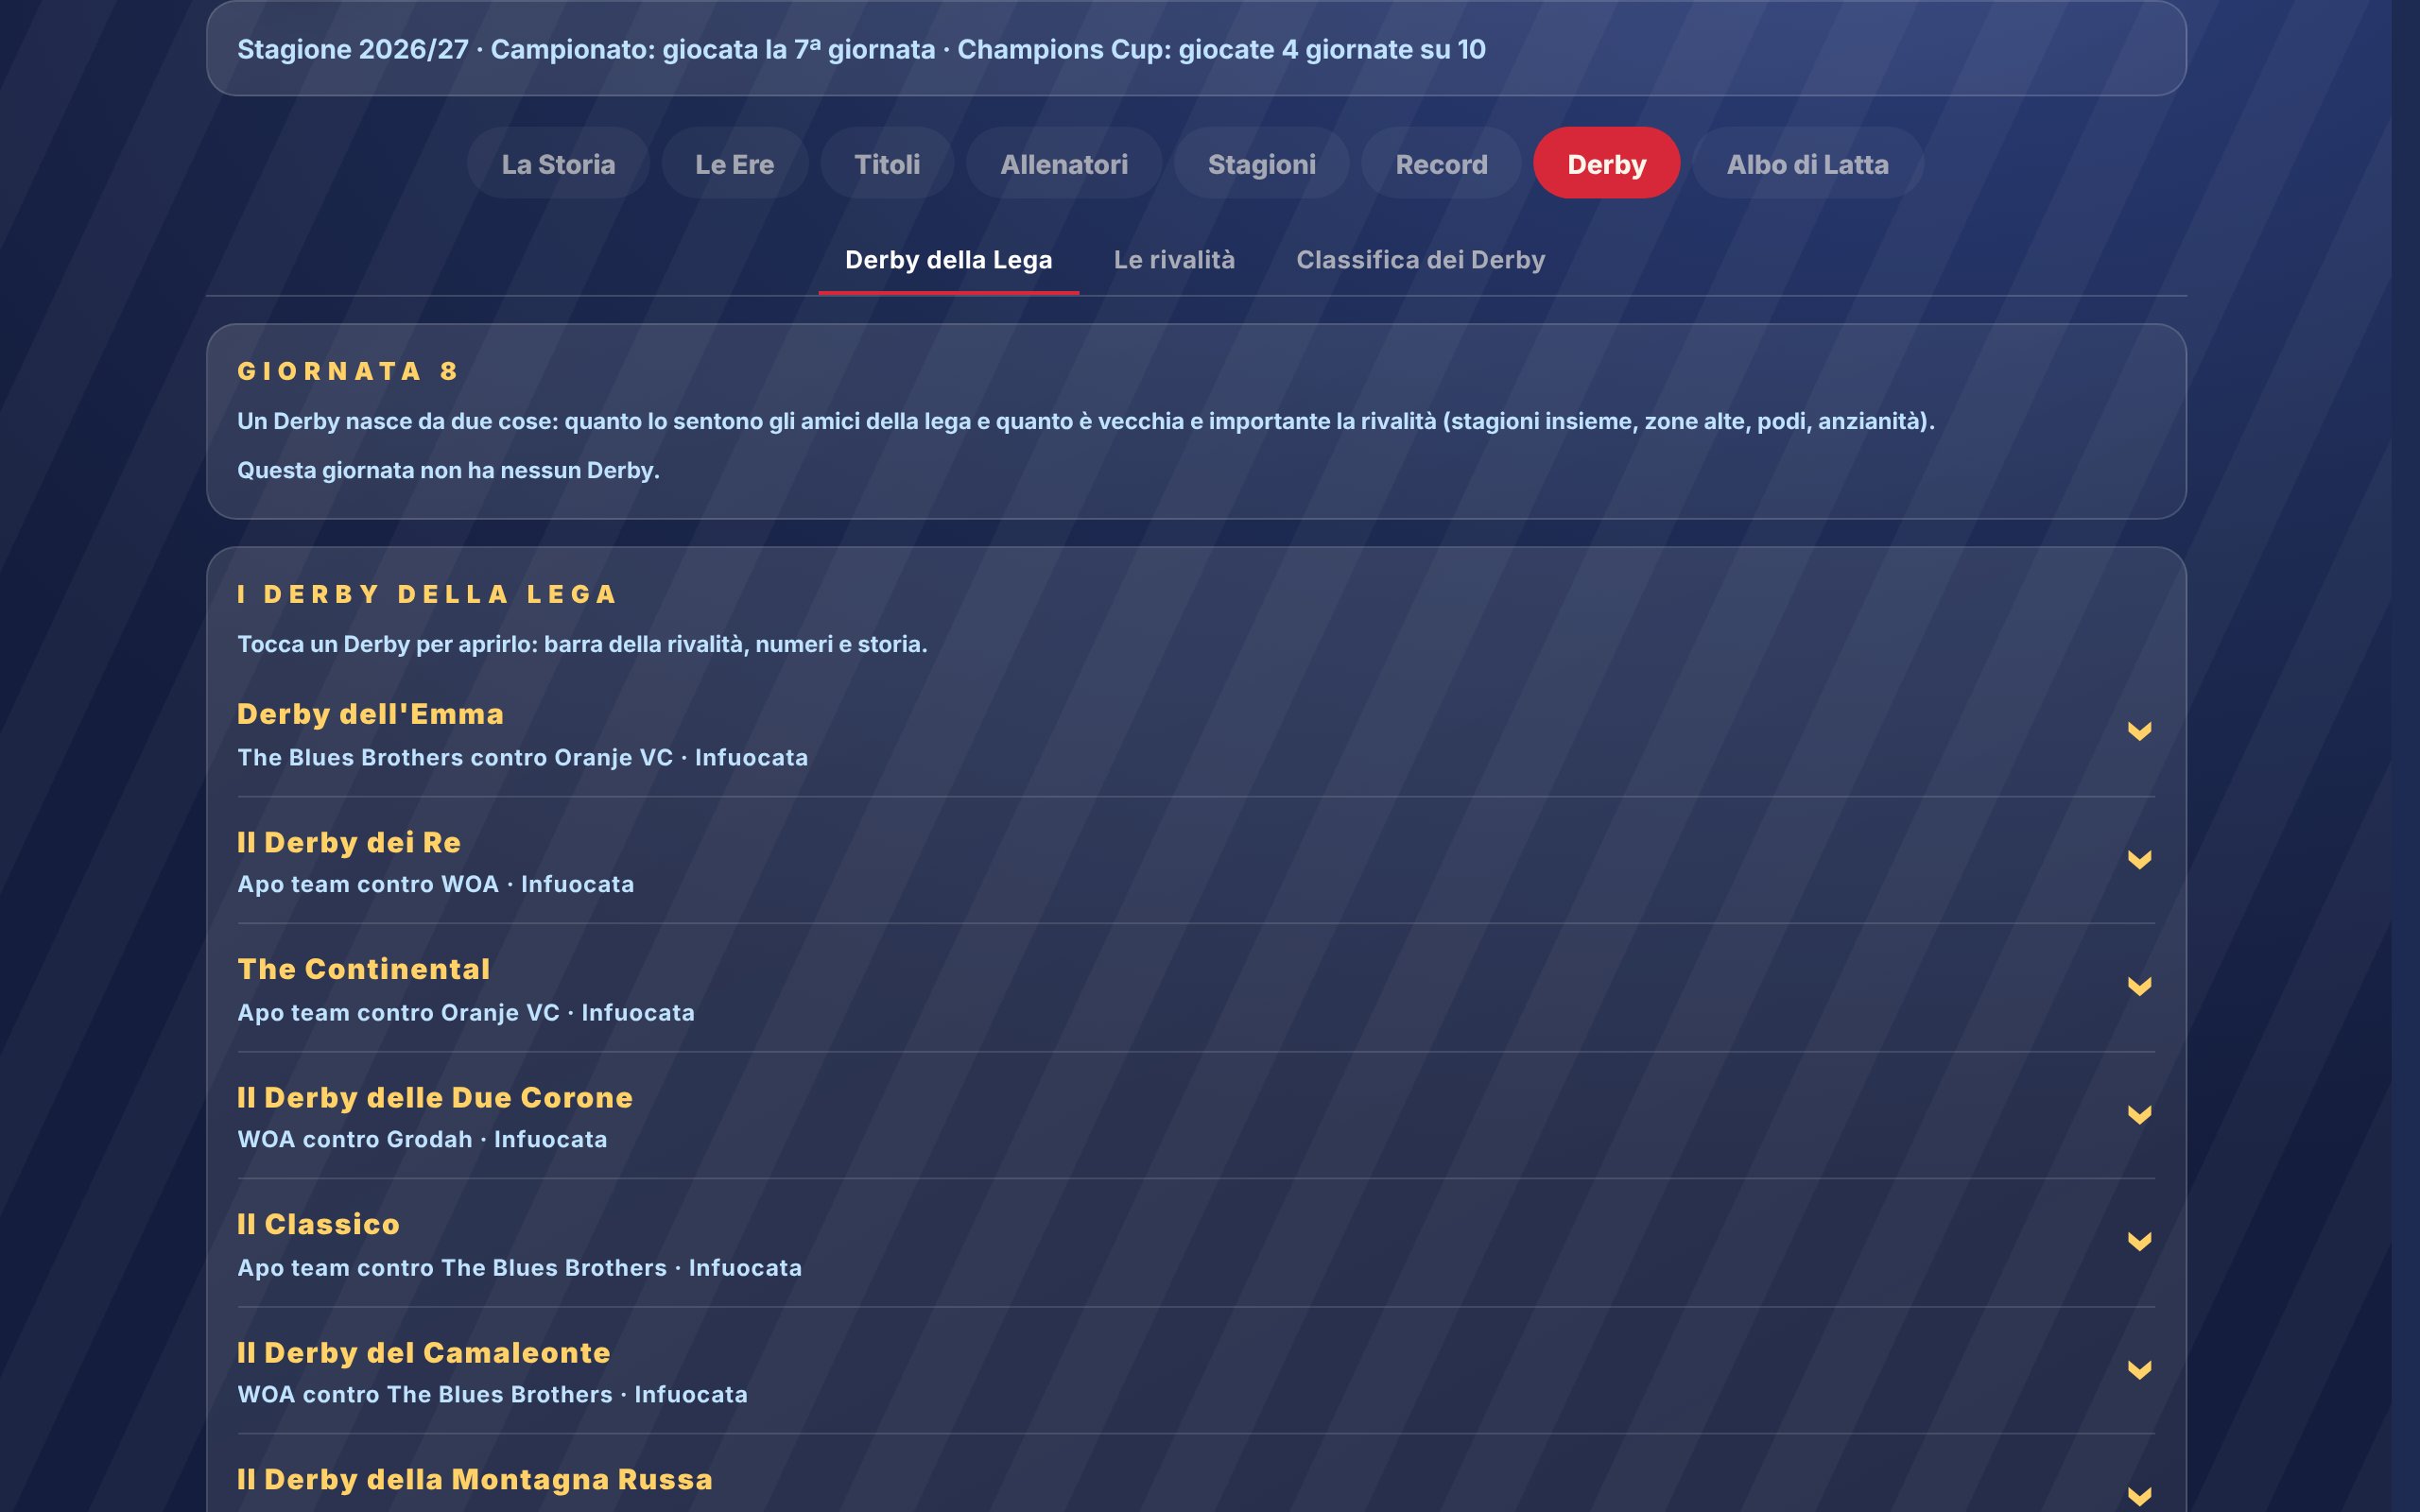 Stagione 2026/27 · Campionato: giocata la 7ª giornata · Champions Cup: giocate 4 giornate su 10
La Storia
Le Ere
Titoli
Allenatori
Stagioni
Record
Derby
Albo di Latta
Derby della Lega
Le rivalità
Classifica dei Derby
GIORNATA 8
Un Derby nasce da due cose: quanto lo sentono gli amici della lega e quanto è vecchia e importante la rivalità (stagioni insieme, zone alte, podi, anzianità).
Questa giornata non ha nessun Derby.
I DERBY DELLA LEGA
Tocca un Derby per aprirlo: barra della rivalità, numeri e storia.
Derby dell'Emma
The Blues Brothers contro Oranje VC · Infuocata
Il Derby dei Re
Apo team contro WOA · Infuocata
The Continental
Apo team contro Oranje VC · Infuocata
Il Derby delle Due Corone
WOA contro Grodah · Infuocata
Il Classico
Apo team contro The Blues Brothers · Infuocata
Il Derby del Camaleonte
WOA contro The Blues Brothers · Infuocata
Il Derby della Montagna Russa